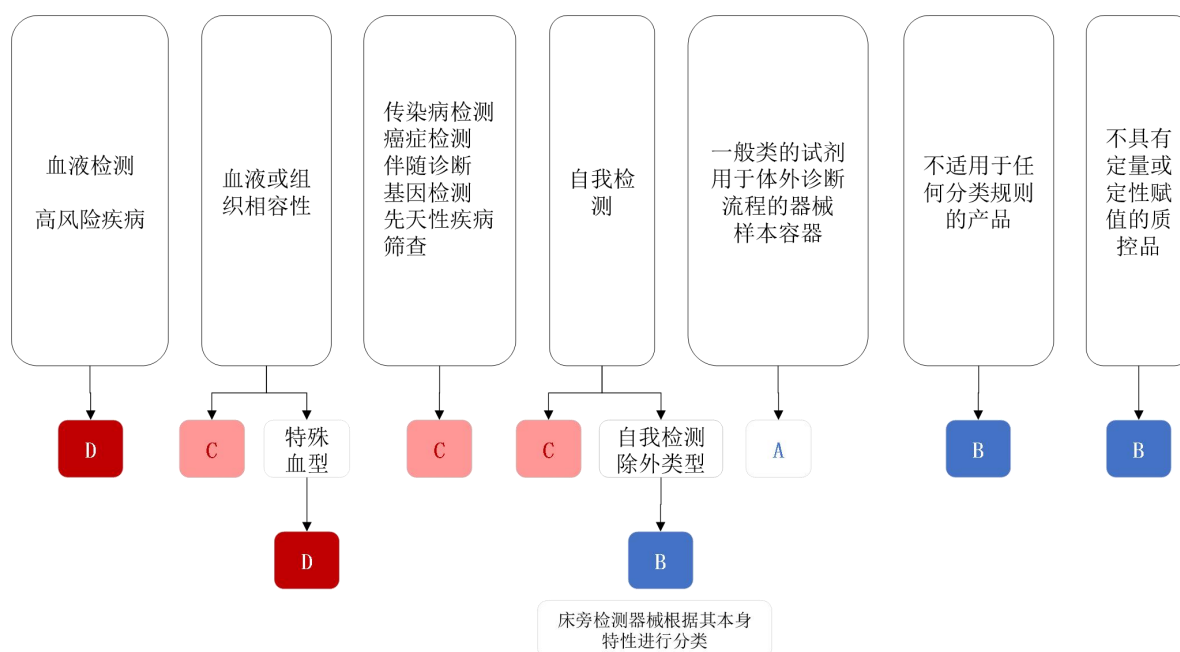 血液检测
高风险疾病
血液或组
织相容性
传染病检测
癌症检测
伴随诊断
基因检测
先天性疾病
筛查
自我检
测
一般类的试剂
用于体外诊断
流程的器械
样本容器
不适用于任
何分类规则
的产品
不具有
定量或
定性赋
值的质
控品
D
C
特殊
血型
C
C
自我检测
除外类型
A
B
B
D
B
床旁检测器械根据其本身
特性进行分类